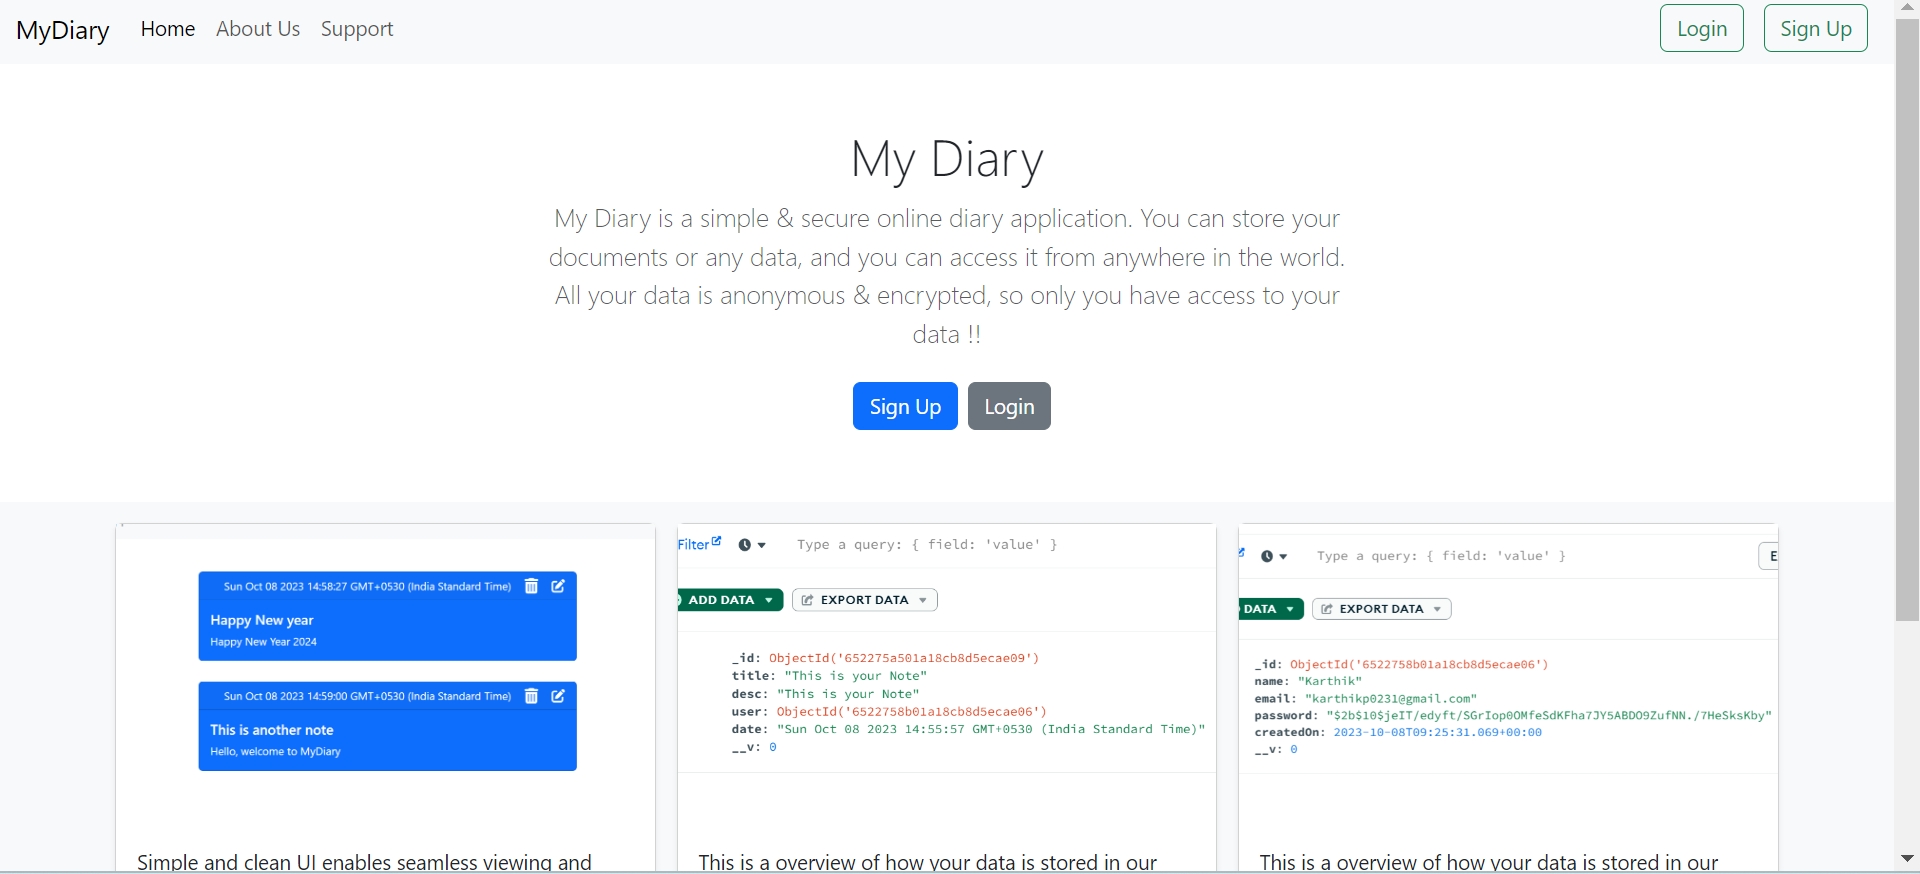 MyDiary Home About Us Support Login Sign Up
My Diary
My Diary is a simple & secure online diary application. You can store your
documents or any data, and you can access it from anywhere in the world.
All your data is anonymous & encrypted, so only you have access to your
data !!
Sign Up Login
Sun Oct 08 2023 14:58:27 GMT+0530 (India Standard Time)
Happy New year
Happy New Year 2024
Sun Oct 08 2023 14:59:00 GMT+0530 (India Standard Time)
This is another note
Hello, welcome to MyDiary
Simple and clean UI enables seamless viewing and
Filter Type a query: { field: 'value' }
ADD DATA EXPORT DATA
_id: ObjectId('652275a501a18cb8d5ecae09')
title: "This is your Note"
desc: "This is your Note"
user: ObjectId('6522758b01a18cb8d5ecae06')
date: "Sun Oct 08 2023 14:55:57 GMT+0530 (India Standard Time)"
__v: 0
This is a overview of how your data is stored in our
Type a query: { field: 'value' } E
DATA EXPORT DATA
_id: ObjectId('6522758b01a18cb8d5ecae06')
name: "Karthik"
email: "karthikp0231@gmail.com"
password: "$2b$10$jeIT/edyft/SGrIop0OMfeSdKFha7JY5ABDO9ZufNN./7HeSksKby"
createdOn: 2023-10-08T09:25:31.069+00:00
__v: 0
This is a overview of how your data is stored in our